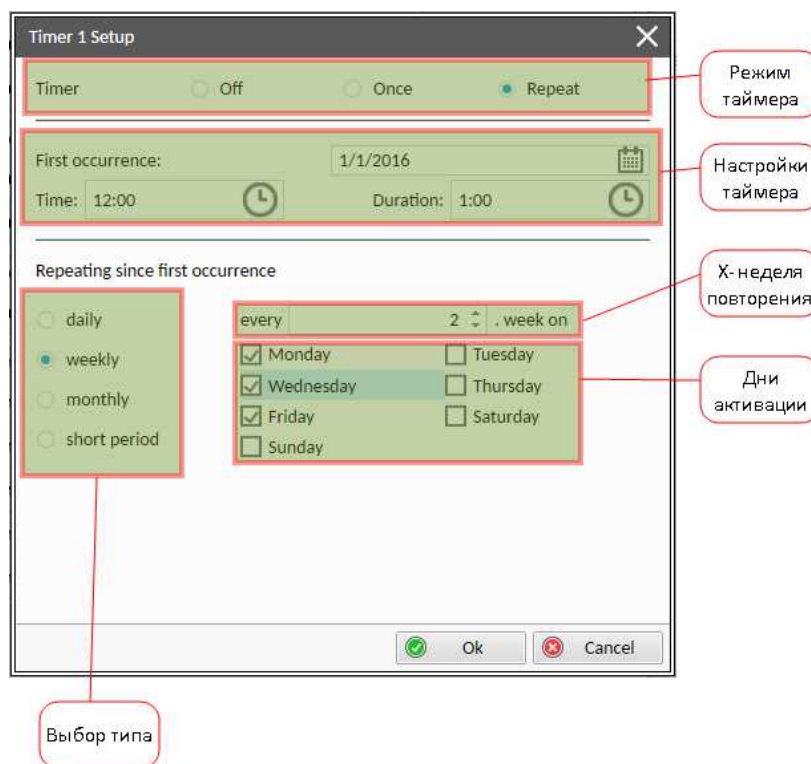 Timer 1 Setup
Timer Off Once Repeat
Режим
таймера
First occurrence: 1/1/2016
Time: 12:00 Duration: 1:00
Настройки
таймера
Repeating since first occurrence
Х-неделя
повторения
daily
weekly
monthly
short period
every 2 . week on
Monday Tuesday
Wednesday Thursday
Friday Saturday
Sunday
Дни
активации
Ok Cancel
Выбор типа